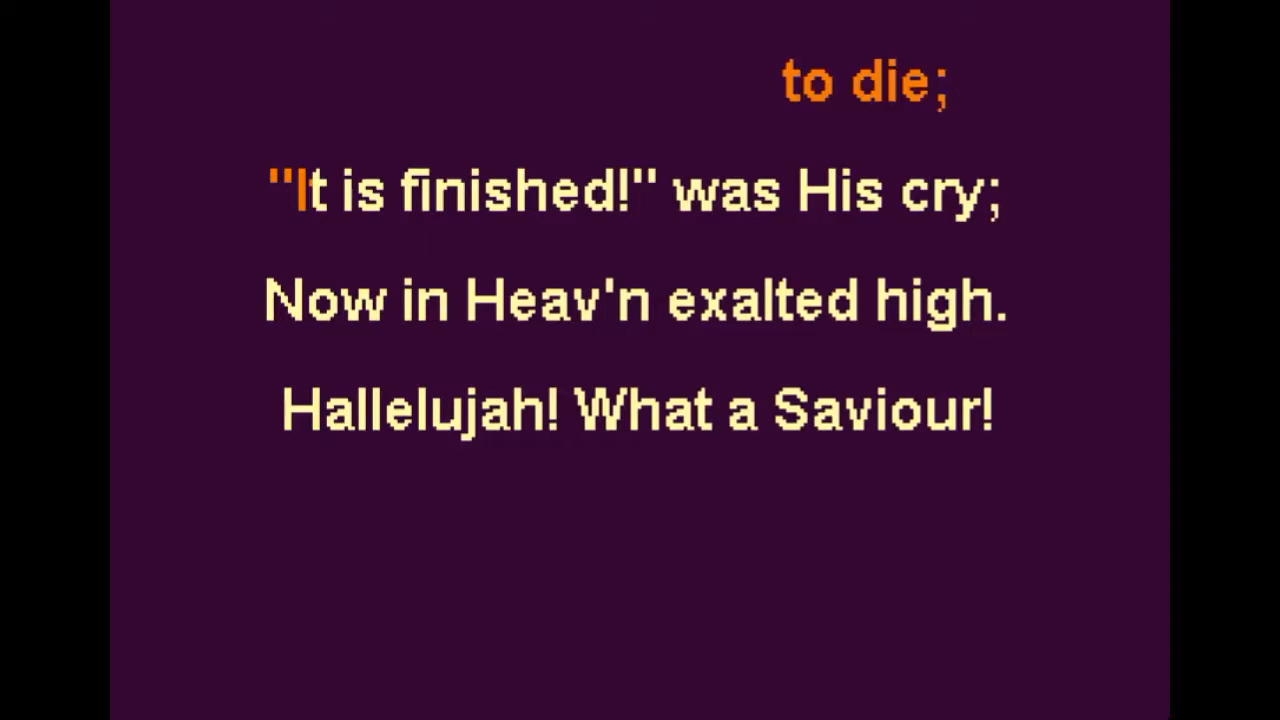 to die;
"It is finished!" was His cry;
Now in Heav'n exalted high.
Hallelujah! What a Saviour!